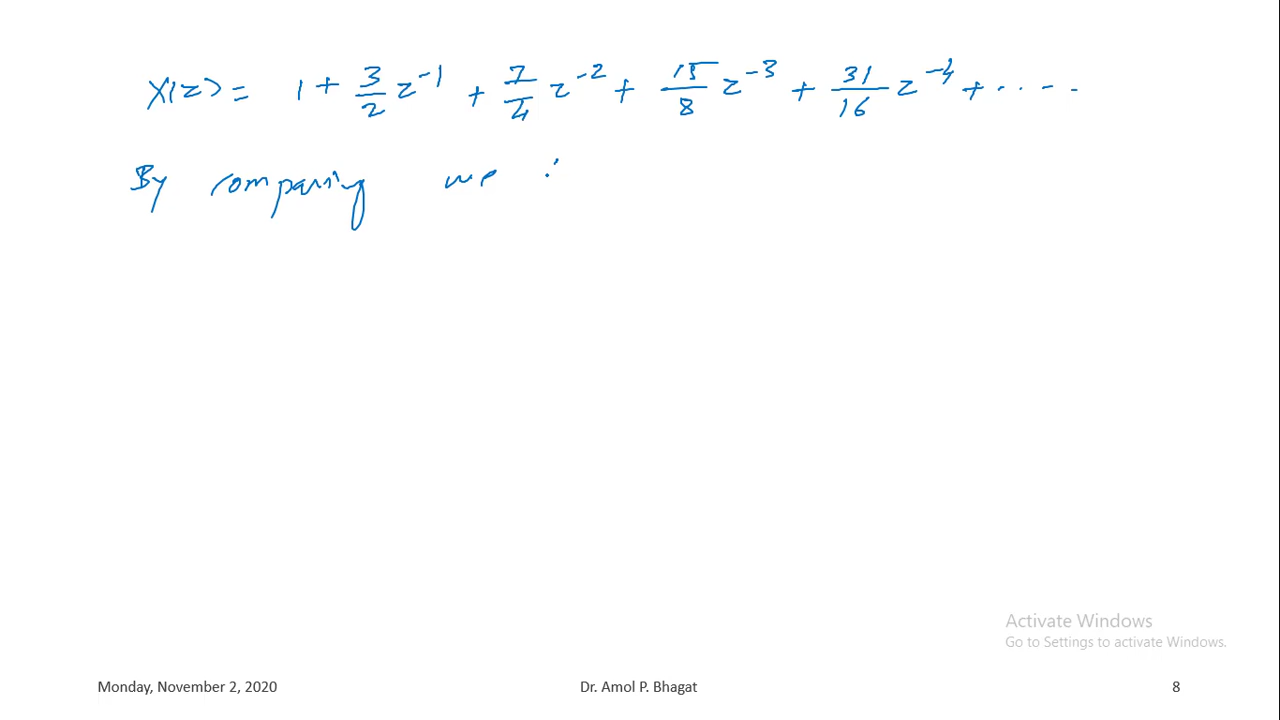 X(z) = 1 + 3/2 z^-1 + 7/4 z^-2 + 15/8 z^-3 + 31/16 z^-4 + .....
By comparing we
Activate Windows
Go to Settings to activate Windows.
Monday, November 2, 2020 Dr. Amol P. Bhagat 8